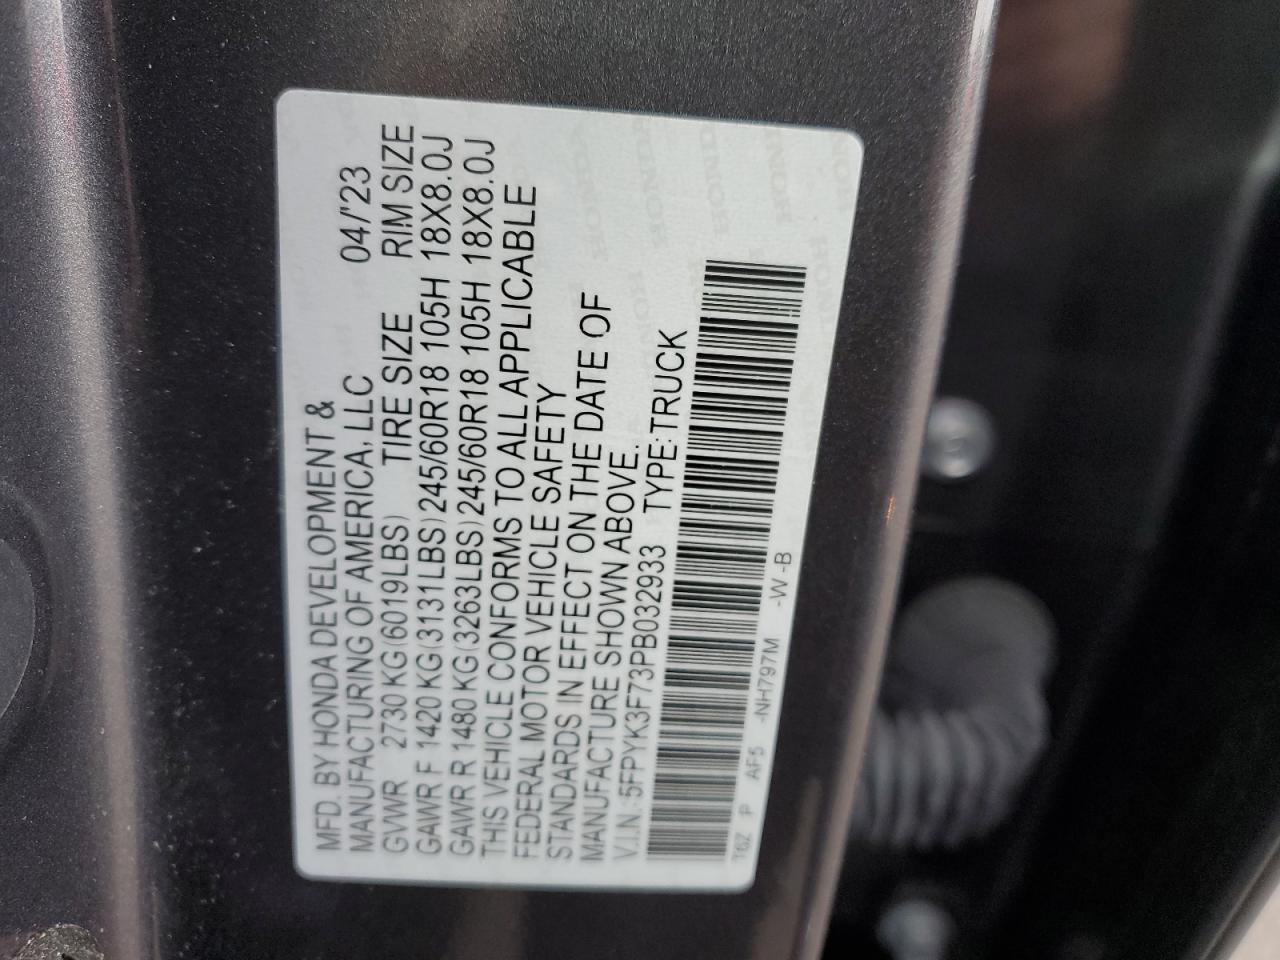 MFD. BY HONDA DEVELOPMENT &
MANUFACTURING OF AMERICA, LLC 04/'23
GVWR 2730 KG(6019LBS) TIRE SIZE RIM SIZE
GAWR F 1420 KG(3131LBS)245/60R18 105H 18X8.0J
GAWR R 1480 KG(3263LBS)245/60R18 105H 18X8.0J
THIS VEHICLE CONFORMS TO ALL APPLICABLE
FEDERAL MOTOR VEHICLE SAFETY
STANDARDS IN EFFECT ON THE DATE OF
MANUFACTURE SHOWN ABOVE.
V.I.N.:5FPYK3F73PB032933 TYPE:TRUCK
T6Z P AF5 -NH797M -W -B